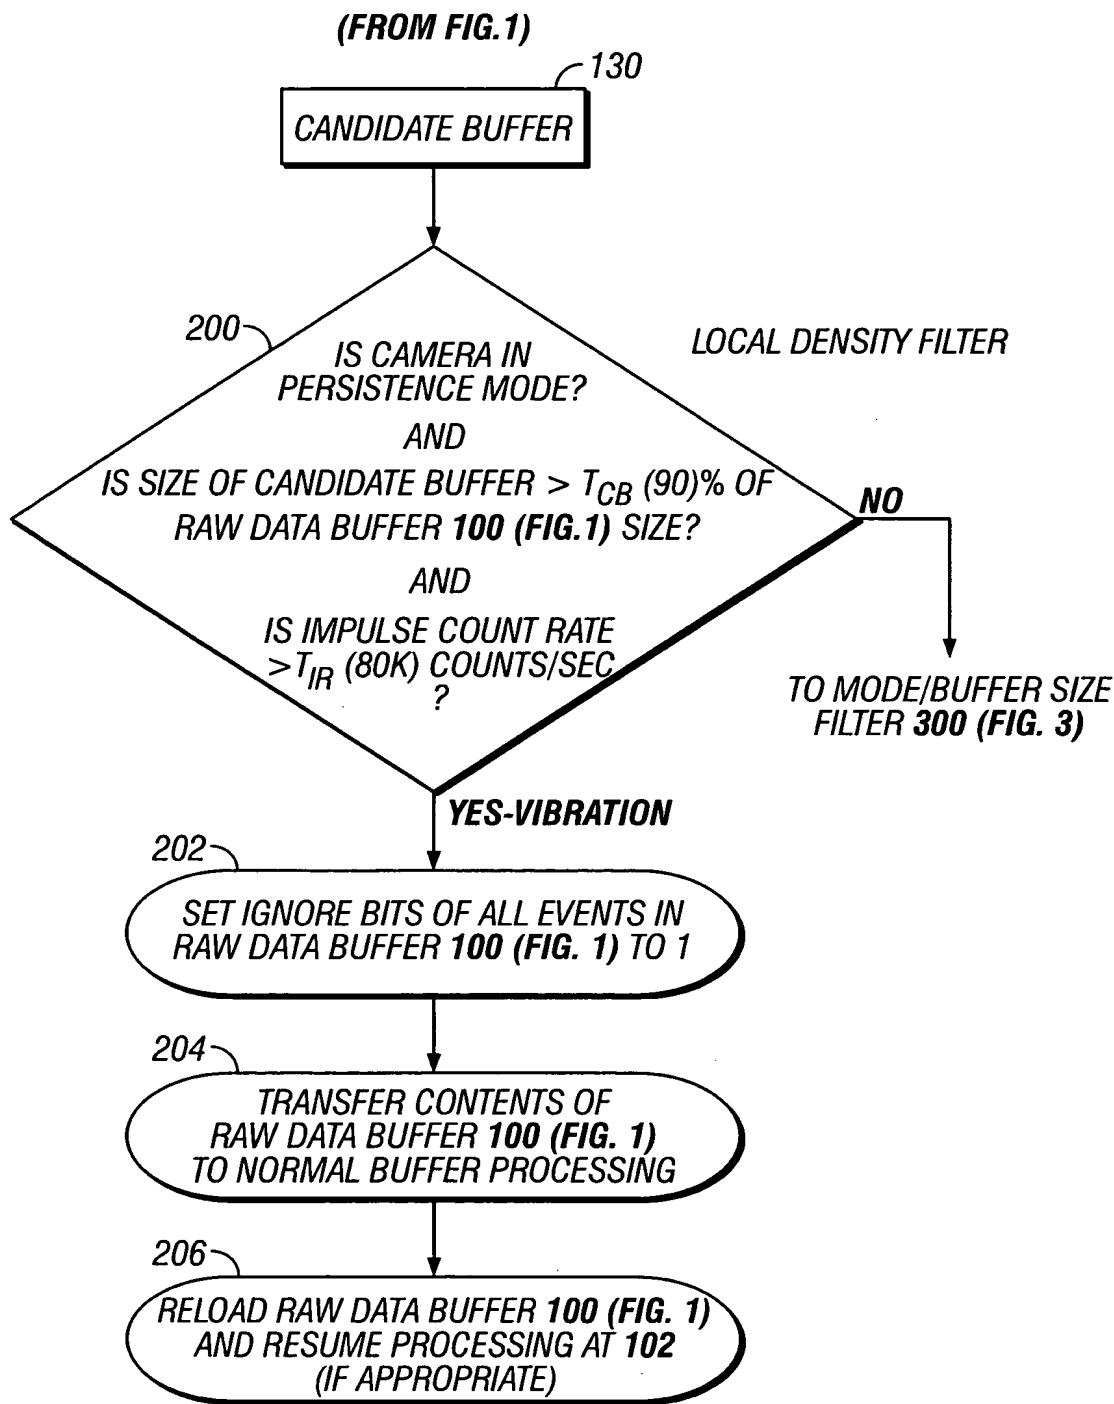 (FROM FIG.1)
130
CANDIDATE BUFFER
200
LOCAL DENSITY FILTER
IS CAMERA IN
PERSISTENCE MODE?
AND
IS SIZE OF CANDIDATE BUFFER > TCB (90)% OF
RAW DATA BUFFER 100 (FIG.1) SIZE?
AND
IS IMPULSE COUNT RATE
>TIR (80K) COUNTS/SEC
?
NO
TO MODE/BUFFER SIZE
FILTER 300 (FIG. 3)
YES-VIBRATION
202
SET IGNORE BITS OF ALL EVENTS IN
RAW DATA BUFFER 100 (FIG. 1) TO 1
204
TRANSFER CONTENTS OF
RAW DATA BUFFER 100 (FIG. 1)
TO NORMAL BUFFER PROCESSING
206
RELOAD RAW DATA BUFFER 100 (FIG. 1)
AND RESUME PROCESSING AT 102
(IF APPROPRIATE)